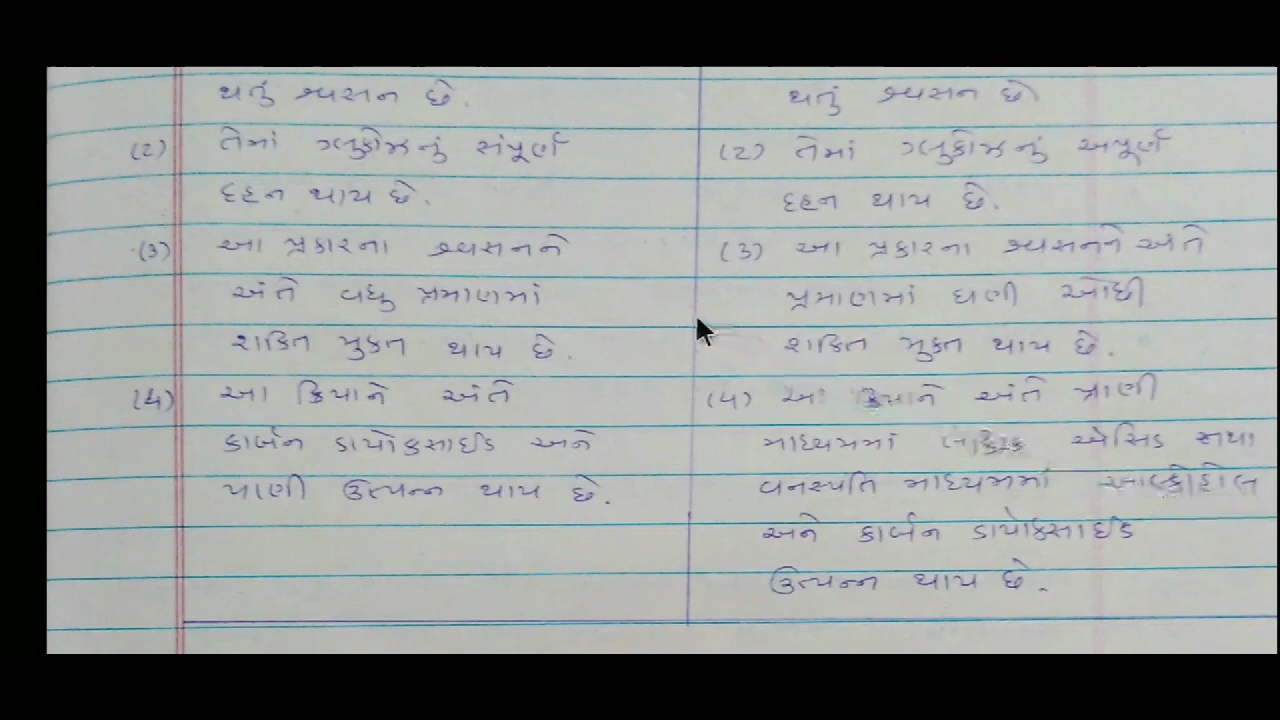 થતું શ્વસન છે.
(2) તેમાં ગ્લુકોઝનું સંપૂર્ણ
દહન થાય છે.
(3) આ પ્રકારના શ્વસનને
અંતે વધુ પ્રમાણમાં
શક્તિ મુક્ત થાય છે.
(4) આ ક્રિયાને અંતે
કાર્બન ડાયોકસાઈડ અને
પાણી ઉત્પન્ન થાય છે.
થતું શ્વસન છે
(2) તેમાં ગ્લુકોઝનું અપૂર્ણ
દહન થાય છે.
(3) આ પ્રકારના શ્વસનને અંતે
પ્રમાણમાં ઘણી ઓછી
શક્તિ મુક્ત થાય છે.
(4) આ ક્રિયાને અંતે પ્રાણી
માધ્યમમાં લેક્ટિક એસિડ તથા
વનસ્પતિ માધ્યમમાં આલ્કોહોલ
અને કાર્બન ડાયોકસાઈડ
ઉત્પન્ન થાય છે.